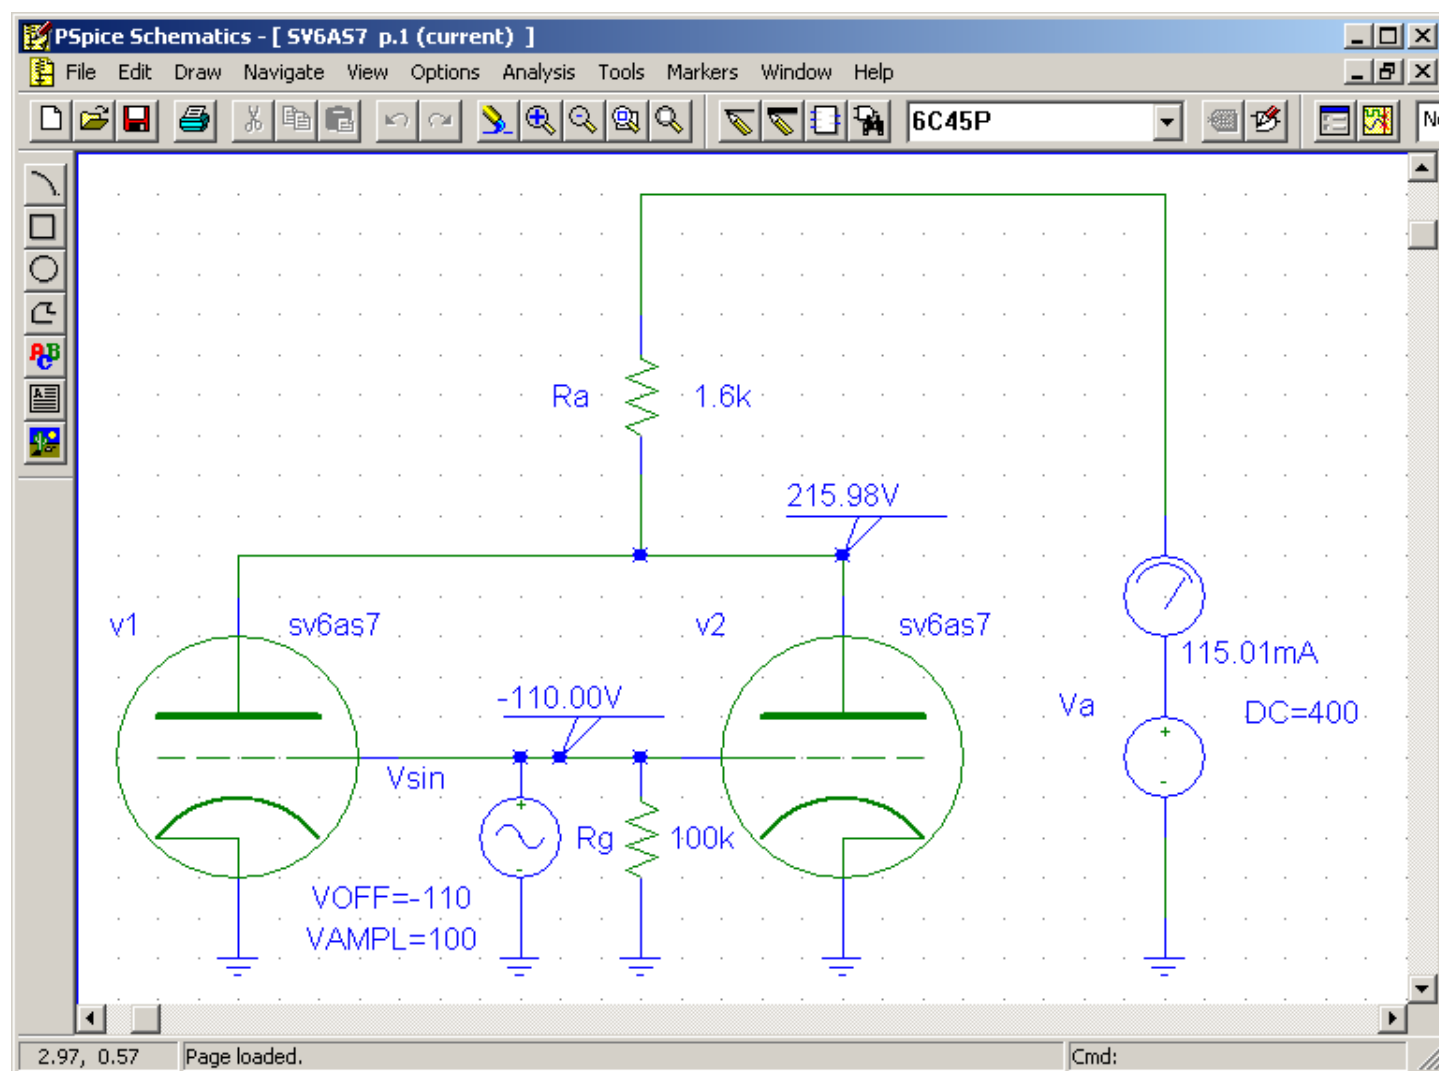 PSpice Schematics - [ SV6AS7 p.1 (current) ]
File Edit Draw Navigate View Options Analysis Tools Markers Window Help
6C45P
Ra 1.6k
215.98V
v1 sv6as7 v2 sv6as7
115.01mA
-110.00V
Va DC=400
+
-
Vsin
+
-
Rg 100k
VOFF=-110
VAMPL=100
2.97, 0.57 Page loaded. Cmd: